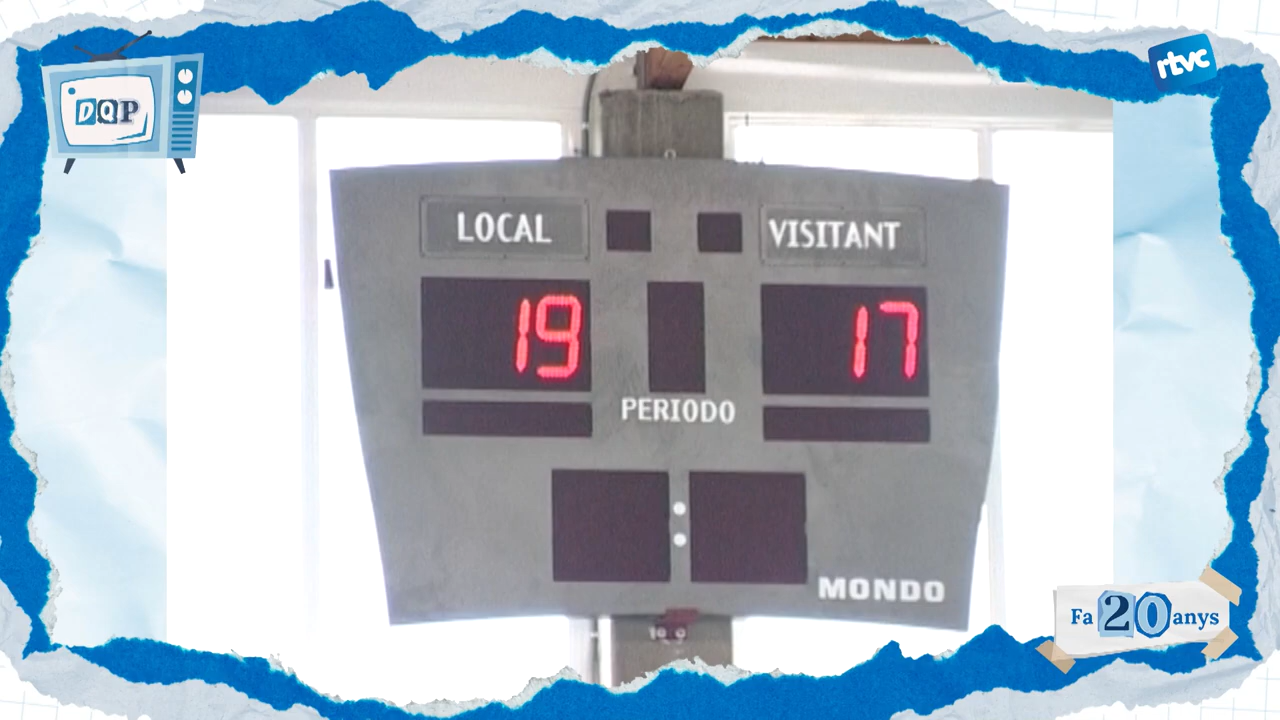 DQP
rtvc
LOCAL
VISITANT
19
17
PERIODO
:
MONDO
Fa 20 anys